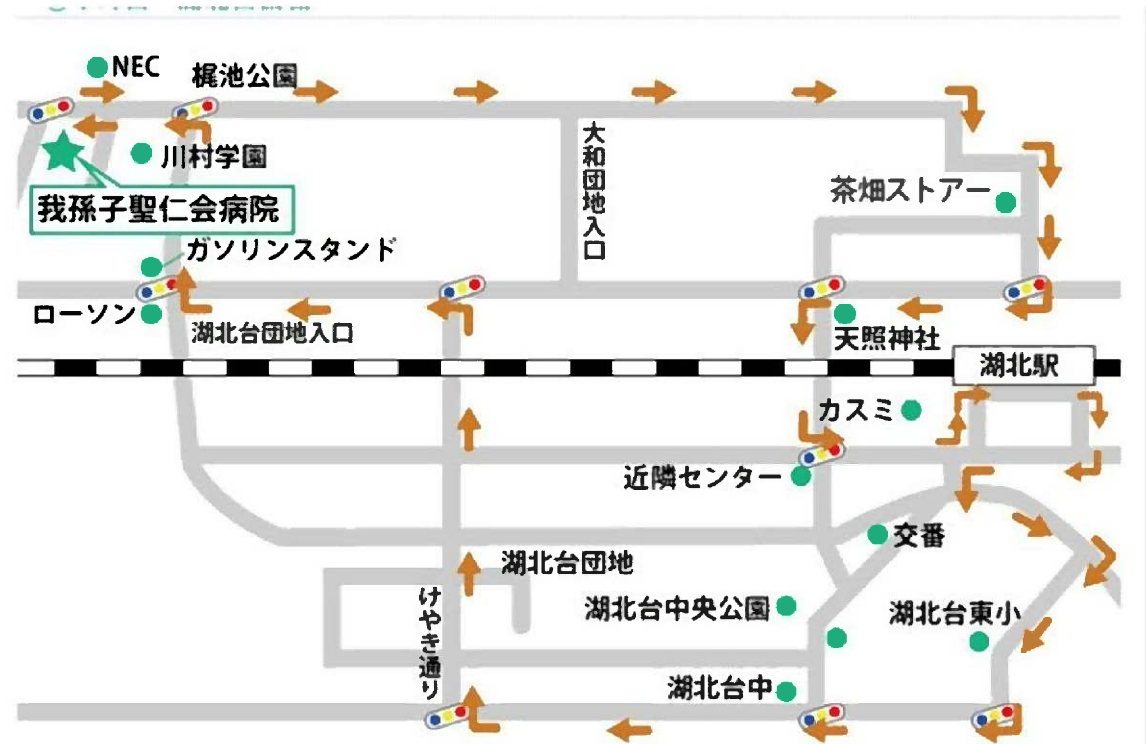 NEC
梶池公園
川村学園
我孫子聖仁会病院
大和団地入口
茶畑ストアー
ガソリンスタンド
ローソン
湖北台団地入口
天照神社
湖北駅
カスミ
近隣センター
交番
湖北台団地
けやき通り
湖北台中央公園
湖北台東小
湖北台中